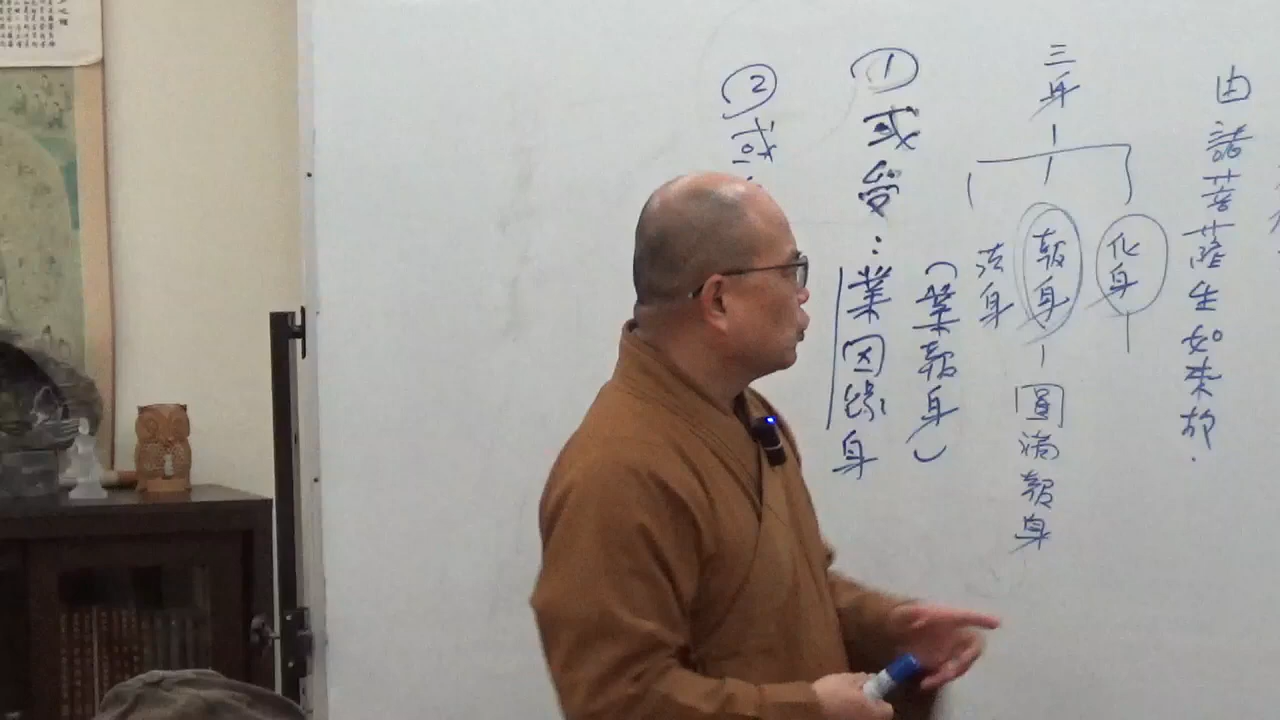 由諸菩薩生如來故.
三身
化身
報身—圓滿報身
法身
(業報身)
① 或受:業因緣身
② 或